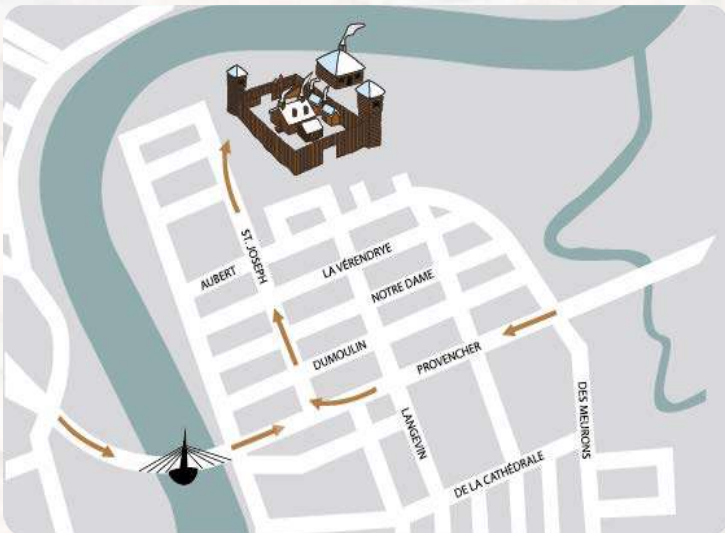 ST. JOSEPH
AUBERT
LA VÉRENDRYE
NOTRE DAME
DUMOULIN
PROVENCHER
LANGEVIN
DES MEURONS
DE LA CATHÉDRALE